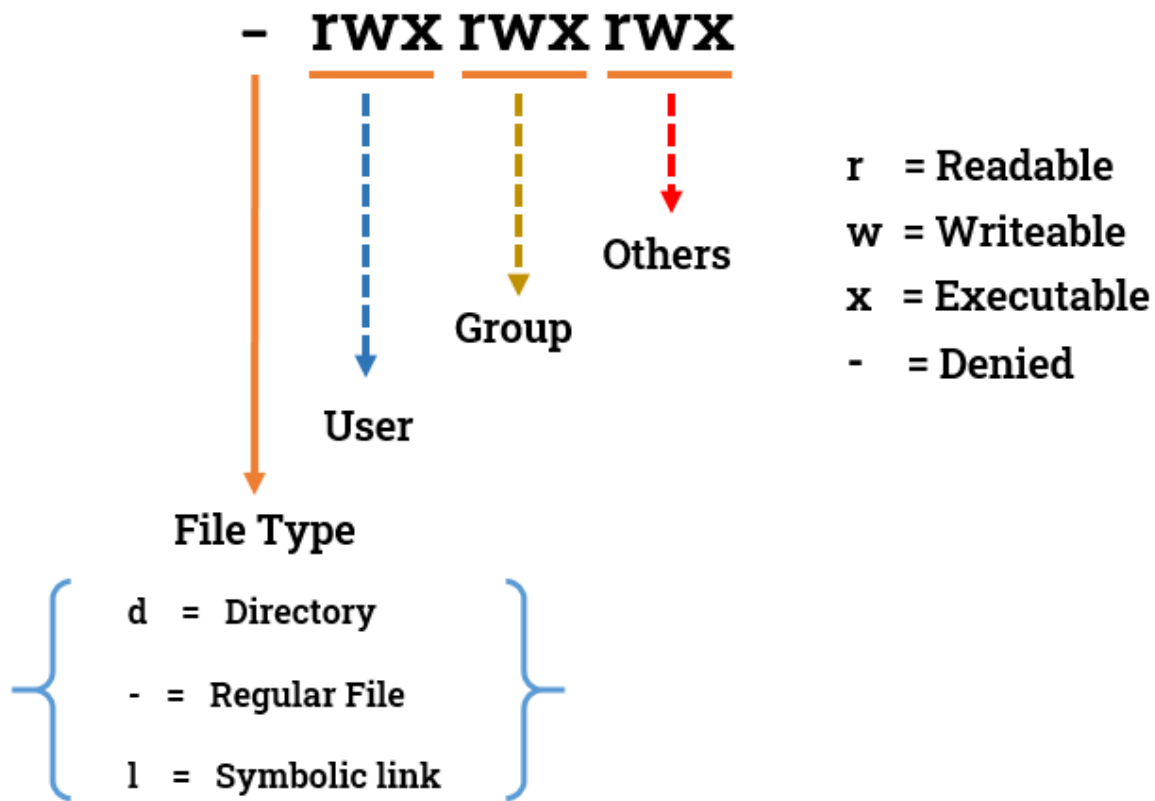 - rwx rwx rwx
r = Readable
w = Writeable
Others
x = Executable
Group
- = Denied
User
File Type
d = Directory
- = Regular File
l = Symbolic link